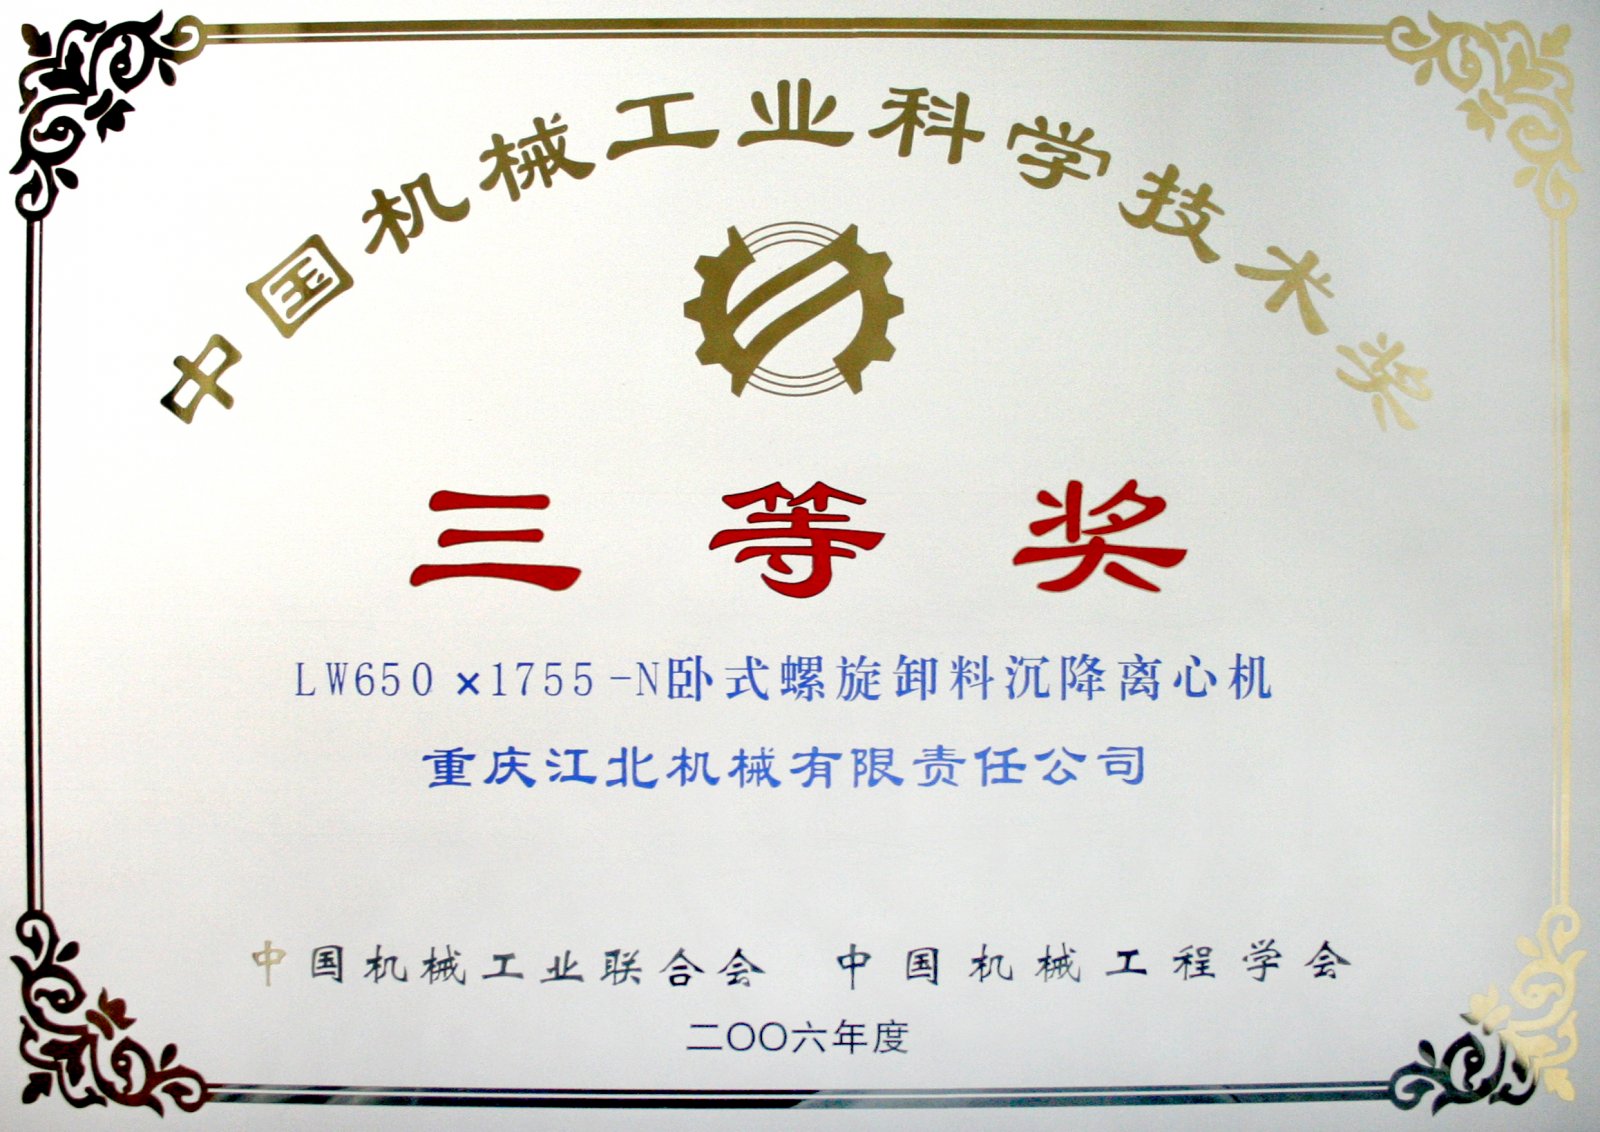 中国机械工业科学技术奖
三等奖
LW650×1755-N卧式螺旋卸料沉降离心机
重庆江北机械有限责任公司
中国机械工业联合会 中国机械工程学会
二〇〇六年度